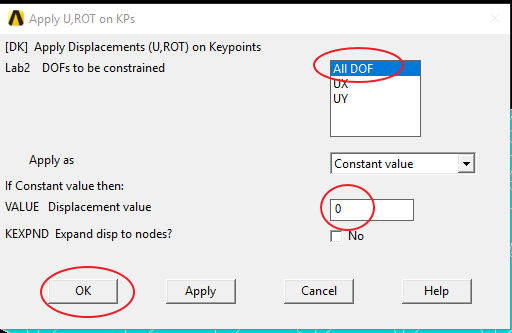 Apply U,ROT on KPs
[DK] Apply Displacements (U,ROT) on Keypoints
Lab2 DOFs to be constrained
All DOF
UX
UY
Apply as
Constant value
If Constant value then:
VALUE Displacement value
0
KEXPND Expand disp to nodes?
No
OK Apply Cancel Help